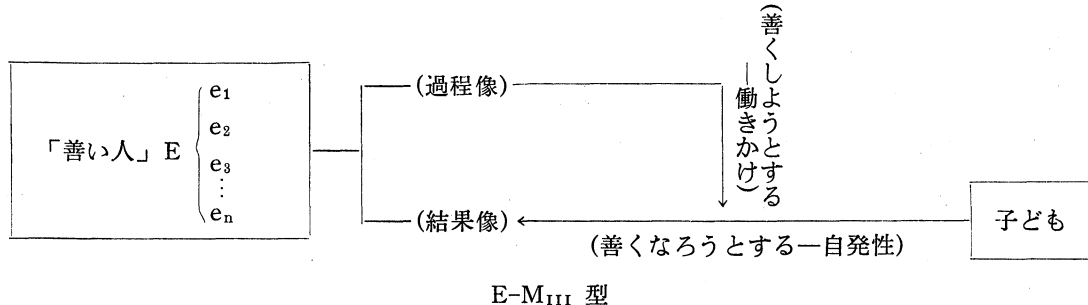 「善い人」E
e1
e2
e3
⋮
en
(過程像)
(結果像)
(善くしようとする
―働きかけ)
子ども
(善くなろうとする―自発性)
E-MIII 型